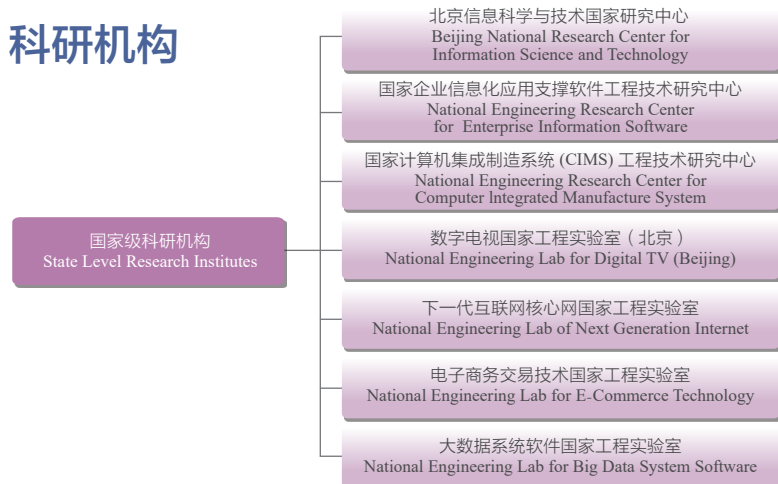 科研机构
北京信息科学与技术国家研究中心
Beijing National Research Center for
Information Science and Technology
国家企业信息化应用支撑软件工程技术研究中心
National Engineering Research Center
for Enterprise Information Software
国家计算机集成制造系统 (CIMS) 工程技术研究中心
National Engineering Research Center for
Computer lntegrated Manufacture System
国家级科研机构
State Level Research Institutes
数字电视国家工程实验室（北京）
National Engineering Lab for Digital TV (Beijing)
下一代互联网核心网国家工程实验室
National Engineering Lab of Next Generation Internet
电子商务交易技术国家工程实验室
National Engineering Lab for E-Commerce Technology
大数据系统软件国家工程实验室
National Engineering Lab for Big Data System Software